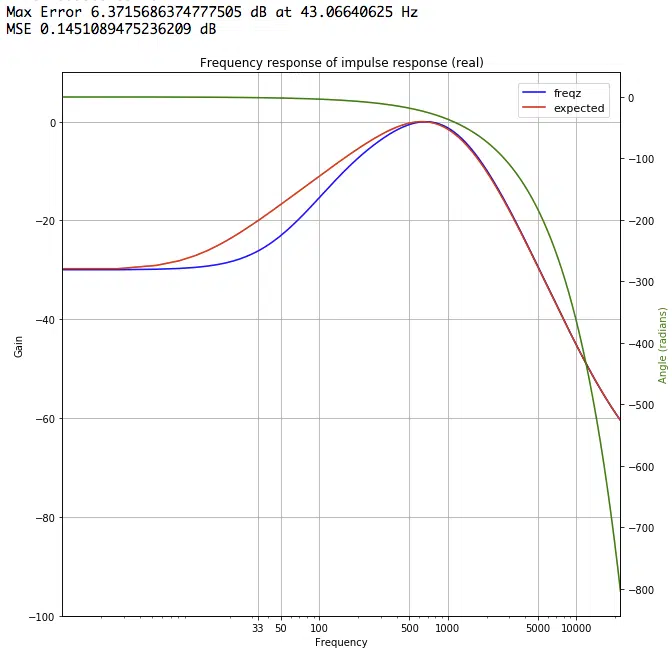 Max Error 6.3715686374777505 dB at 43.06640625 Hz
MSE 0.1451089475236209 dB
Frequency response of impulse response (real)
freqz
expected
0
−20
−40
−60
−80
−100
Gain
0
−100
−200
−300
−400
−500
−600
−700
−800
Angle (radians)
33 50 100 500 1000 5000 10000
Frequency